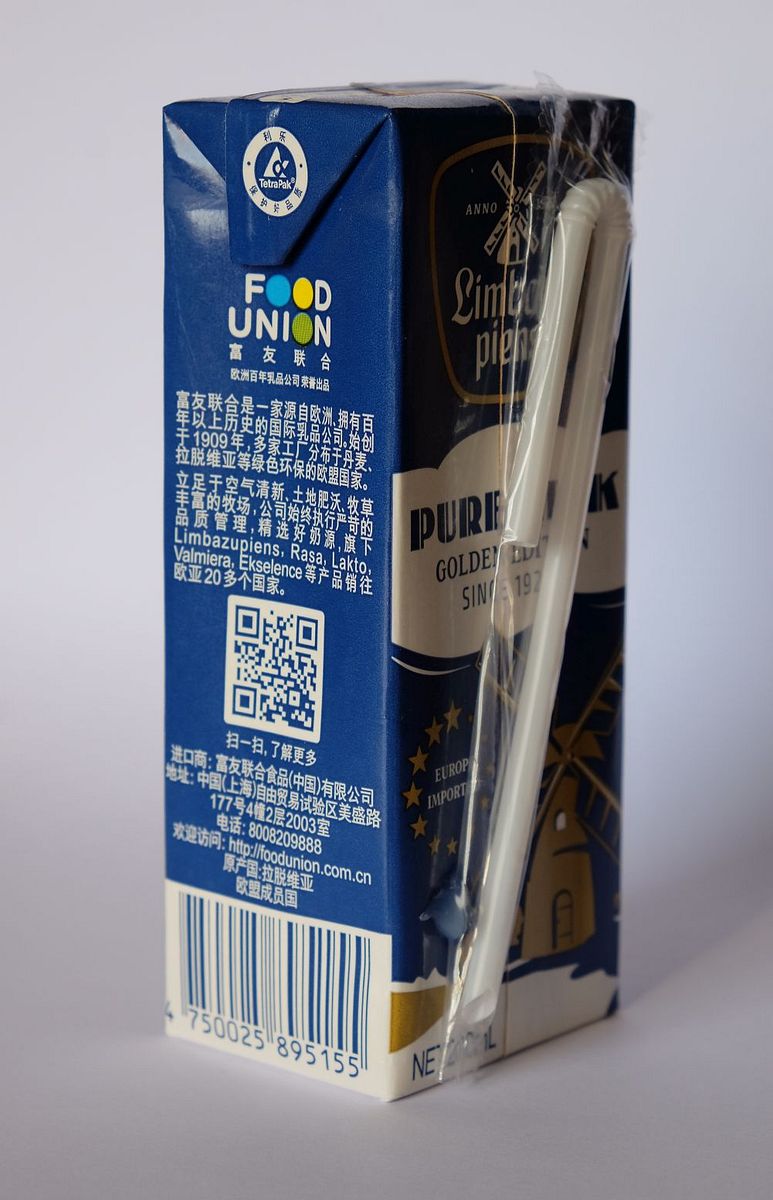 利乐
TetraPak®
保护好品质
FOOD
UNION
富友联合
欧洲百年乳品公司荣誉出品
富友联合是一家源自欧洲、拥有百
年以上历史的国际乳品公司。始创
于1909年，多家工厂分布于丹麦、
拉脱维亚等绿色环保的欧盟国家。
立足于空气清新、土地肥沃、牧草
丰富的牧场，公司始终执行严苛的
品质管理，精选好奶源，旗下
Limbazupiens, Rasa, Lakto,
Valmiera, Ekselence等产品销往
欧亚20多个国家。
扫一扫，了解更多
进口商：富友联合食品(中国)有限公司
地址：中国(上海)自由贸易试验区美盛路
177号4幢2层2003室
电话: 8008209888
欢迎访问: http://foodunion.com.cn
原产国:拉脱维亚
欧盟成员国
4 750025 895155
ANNO
Limba
piens
PURE
GOLDEN EDITION
SINCE 192
EUROP
IMPORTE
NET mL